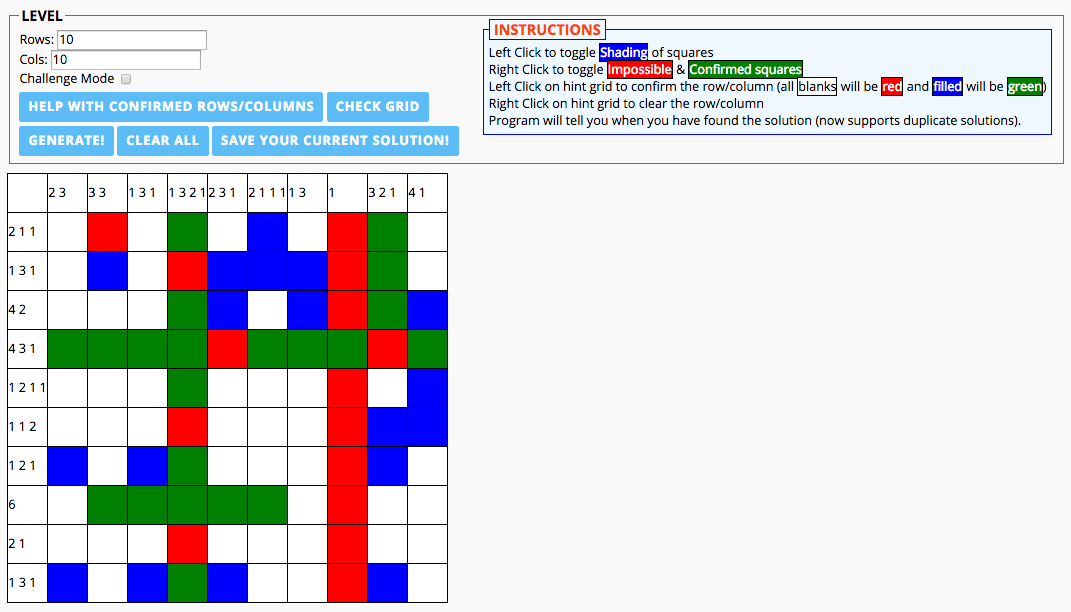 LEVEL
Rows: 10
Cols: 10
Challenge Mode
HELP WITH CONFIRMED ROWS/COLUMNS CHECK GRID
GENERATE! CLEAR ALL SAVE YOUR CURRENT SOLUTION!
INSTRUCTIONS
Left Click to toggle Shading of squares
Right Click to toggle Impossible & Confirmed squares
Left Click on hint grid to confirm the row/column (all blanks will be red and filled will be green)
Right Click on hint grid to clear the row/column
Program will tell you when you have found the solution (now supports duplicate solutions).
2 3 3 3 1 3 1 1 3 2 1 2 3 1 2 1 1 1 1 3 1 3 2 1 4 1
2 1 1
1 3 1
4 2
4 3 1
1 2 1 1
1 1 2
1 2 1
6
2 1
1 3 1